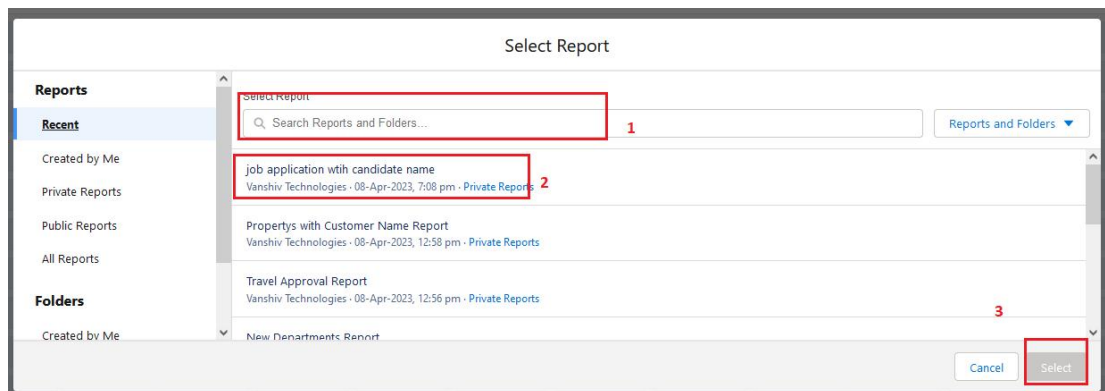 Select Report
Reports
Recent
Created by Me
Private Reports
Public Reports
All Reports
Folders
Created by Me
Select Report
Search Reports and Folders...
1
Reports and Folders
job application wtih candidate name
Vanshiv Technologies · 08-Apr-2023, 7:08 pm · Private Reports
2
Propertys with Customer Name Report
Vanshiv Technologies · 08-Apr-2023, 12:58 pm · Private Reports
Travel Approval Report
Vanshiv Technologies · 08-Apr-2023, 12:56 pm · Private Reports
3
New Departments Report
Cancel
Select